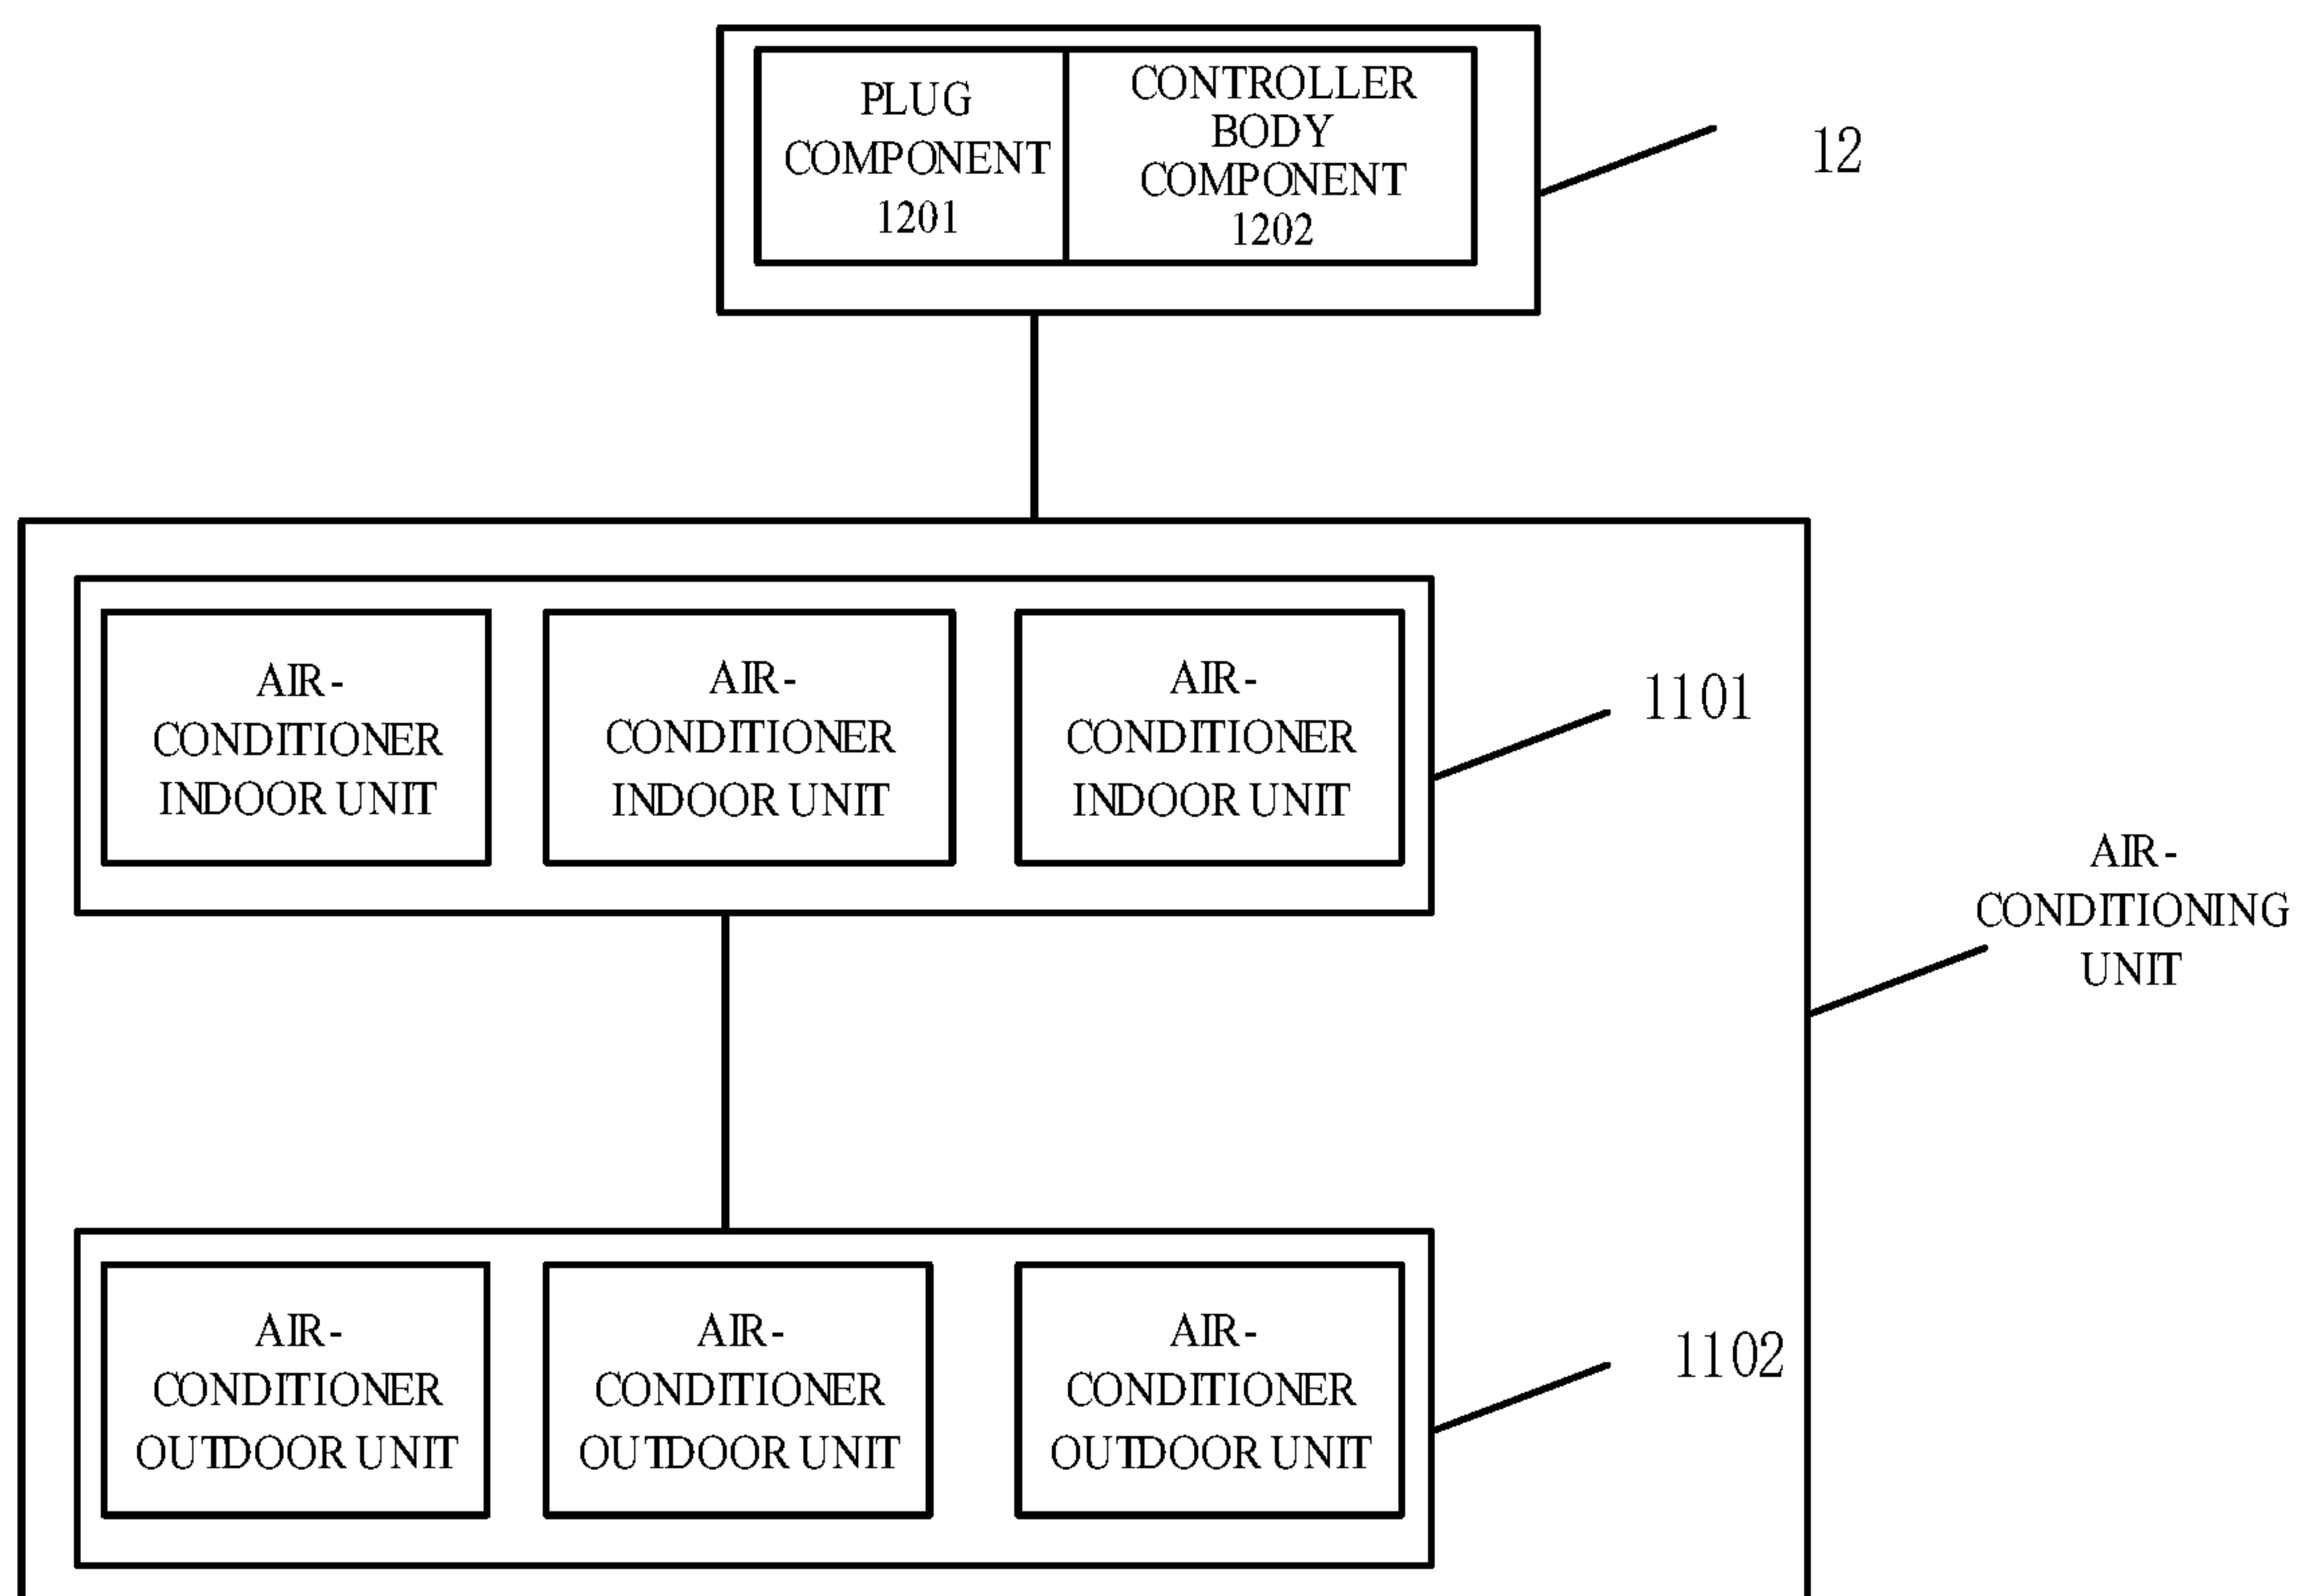 PLUG
COMPONENT
1201
CONTROLLER
BODY
COMPONENT
1202
12
AIR-
CONDITIONER
INDOOR UNIT
AIR-
CONDITIONER
INDOOR UNIT
AIR-
CONDITIONER
INDOOR UNIT
1101
AIR-
CONDITIONING
UNIT
AIR-
CONDITIONER
OUTDOOR UNIT
AIR-
CONDITIONER
OUTDOOR UNIT
AIR-
CONDITIONER
OUTDOOR UNIT
1102